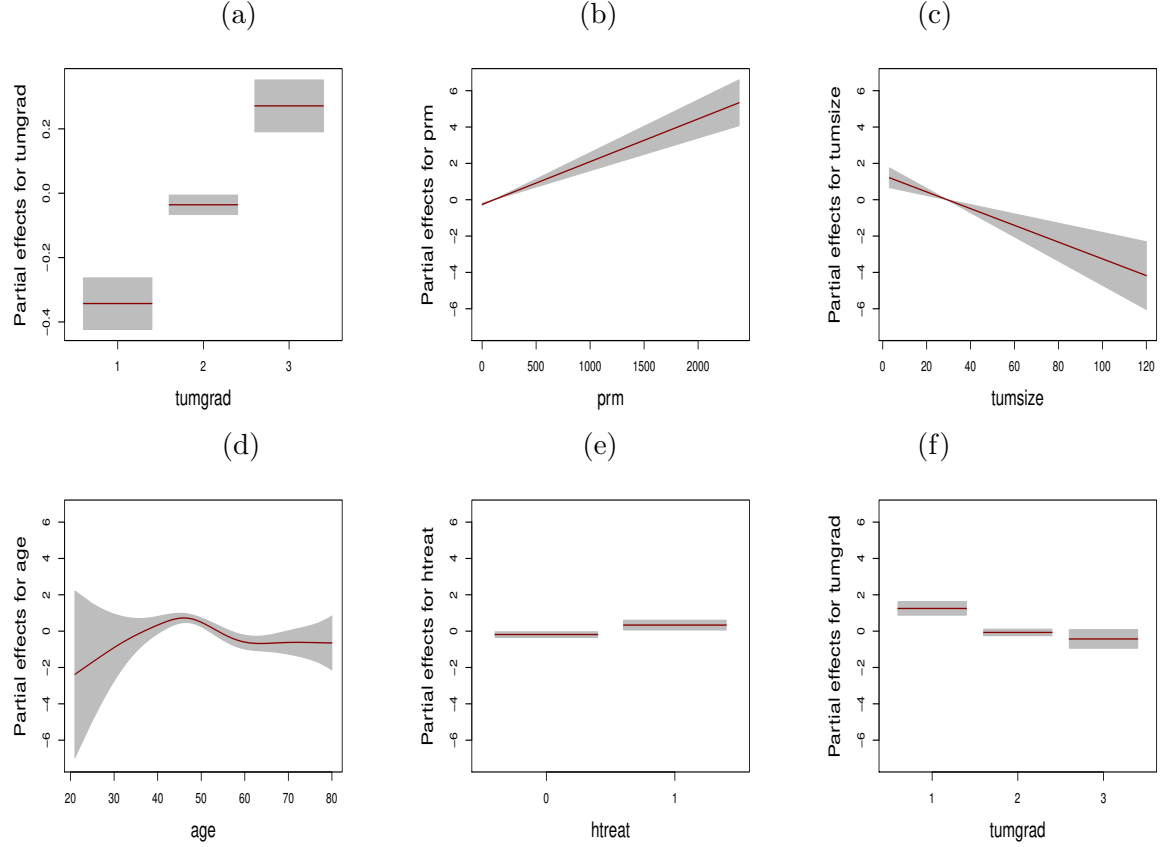 (a)
(b)
(c)
Partial effects for tumgrad
0.2
0.0
−0.2
−0.4
1 2 3
tumgrad
Partial effects for prm
6
4
2
0
−2
−4
−6
0 500 1000 1500 2000
prm
Partial effects for tumsize
6
4
2
0
−2
−4
−6
0 20 40 60 80 100 120
tumsize
(d)
(e)
(f)
Partial effects for age
6
4
2
0
−2
−4
−6
20 30 40 50 60 70 80
age
Partial effects for htreat
6
4
2
0
−2
−4
−6
0 1
htreat
Partial effects for tumgrad
6
4
2
0
−2
−4
−6
1 2 3
tumgrad